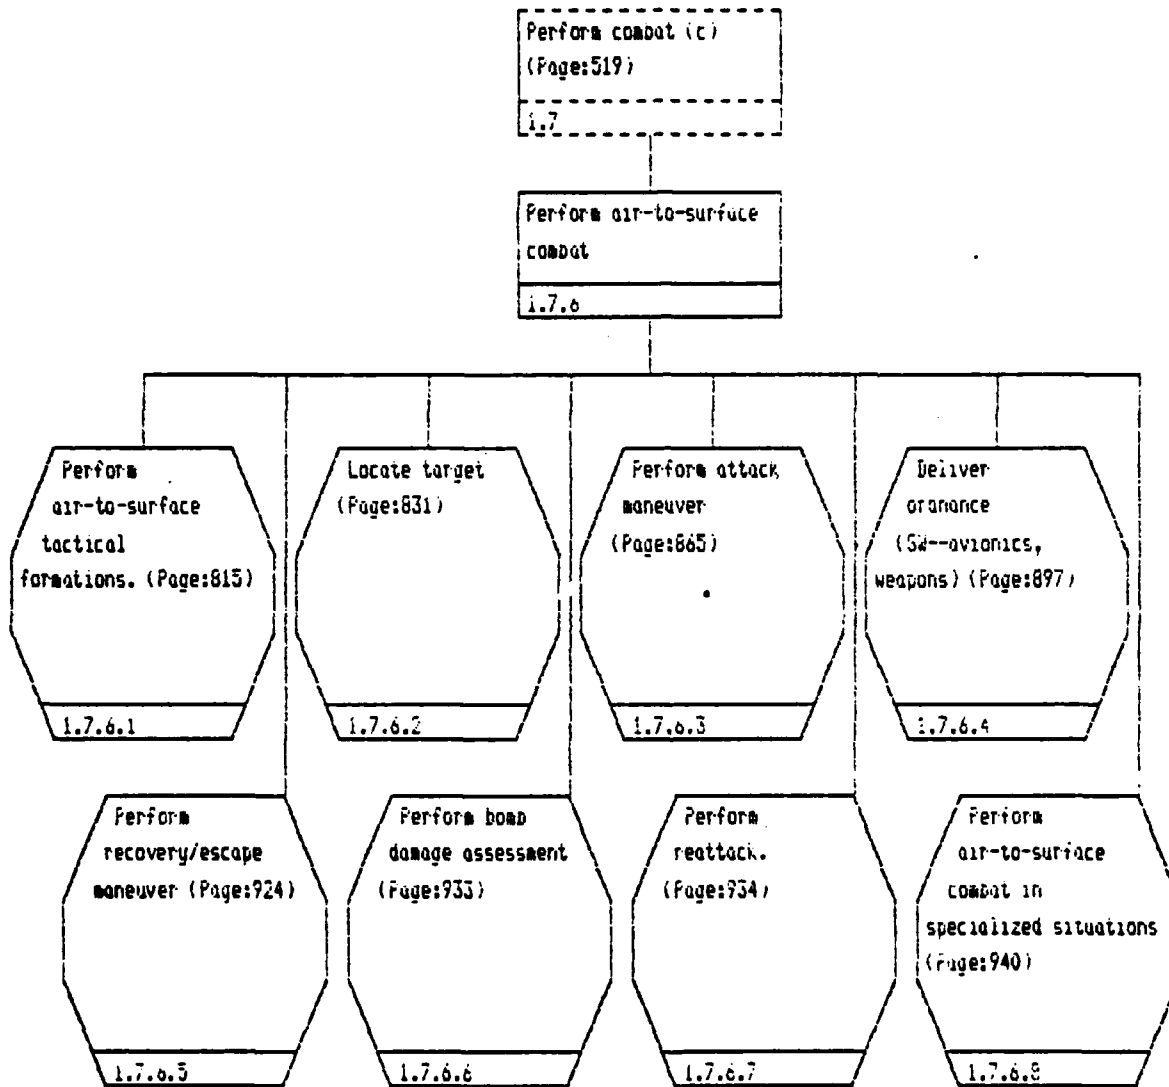 Perform combat (c)
(Page:519)
1.7
Perform air-to-surface
combat
1.7.6
Perform
air-to-surface
tactical
formations. (Page:815)
1.7.6.1
Locate target
(Page:831)
1.7.6.2
Perform attack
maneuver
(Page:865)
1.7.6.3
Deliver
ordnance
(SW--avionics,
weapons) (Page:897)
1.7.6.4
Perform
recovery/escape
maneuver (Page:924)
1.7.6.5
Perform bomb
damage assessment
(Page:933)
1.7.6.6
Perform
reattack.
(Page:934)
1.7.6.7
Perform
air-to-surface
combat in
specialized situations
(Page:940)
1.7.6.8